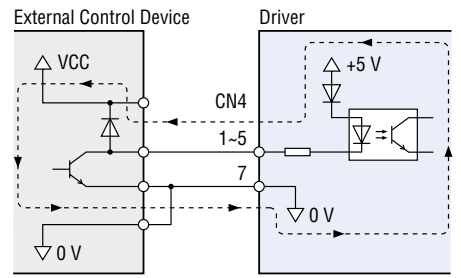 External Control Device
Driver
VCC
+5 V
CN4
1~5
7
0 V
0 V